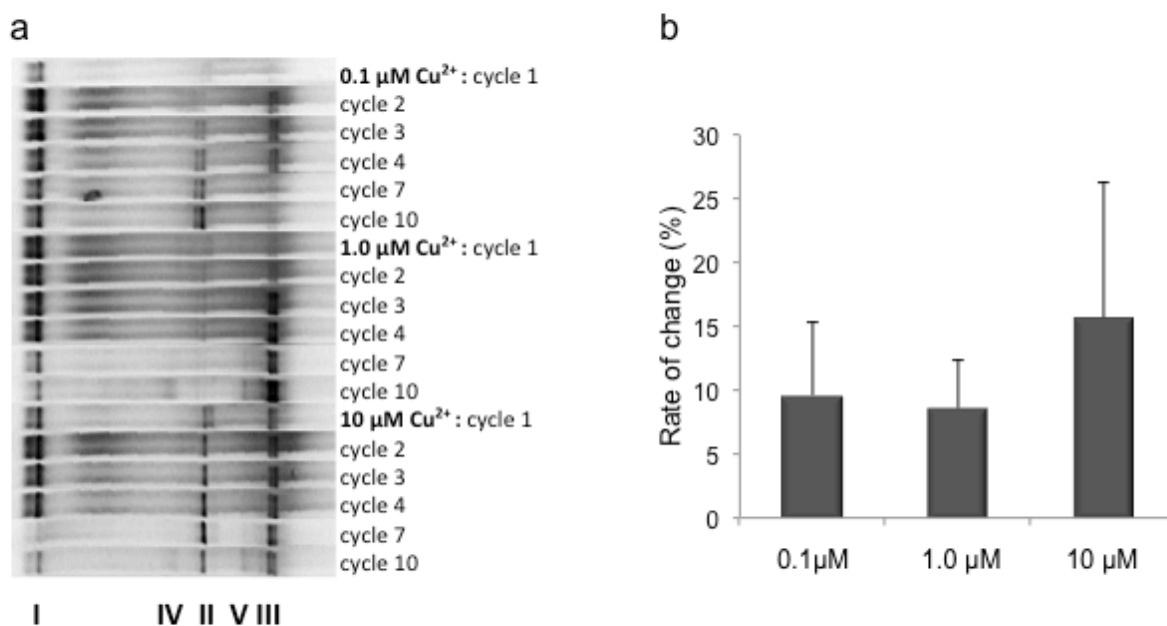 a
0.1 µM Cu²⁺ : cycle 1
cycle 2
cycle 3
cycle 4
cycle 7
cycle 10
1.0 µM Cu²⁺ : cycle 1
cycle 2
cycle 3
cycle 4
cycle 7
cycle 10
10 µM Cu²⁺ : cycle 1
cycle 2
cycle 3
cycle 4
cycle 7
cycle 10
I IV II V III
b
Rate of change (%)
30
25
20
15
10
5
0
0.1µM 1.0 µM 10 µM